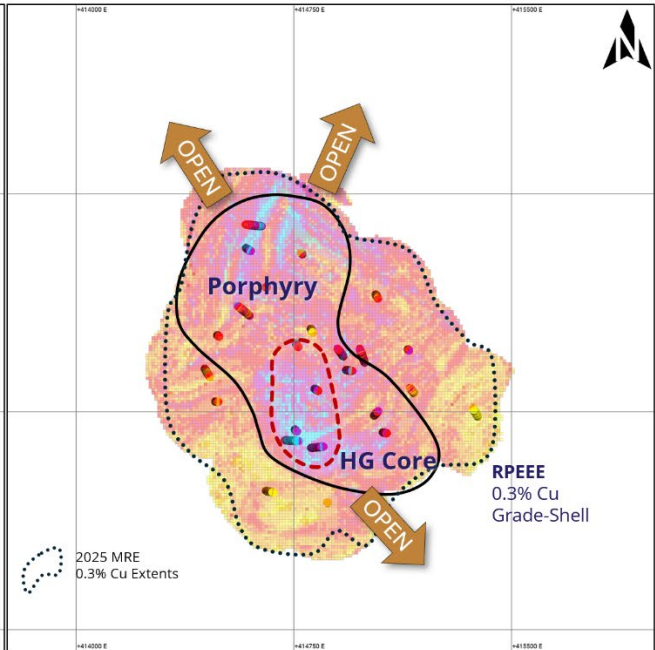 +414000 E
+414750 E
+415500 E
N
OPEN
OPEN
Porphyry
HG Core
RPEEE
0.3% Cu
Grade-Shell
OPEN
2025 MRE
0.3% Cu Extents
+414000 E
+414750 E
+415500 E